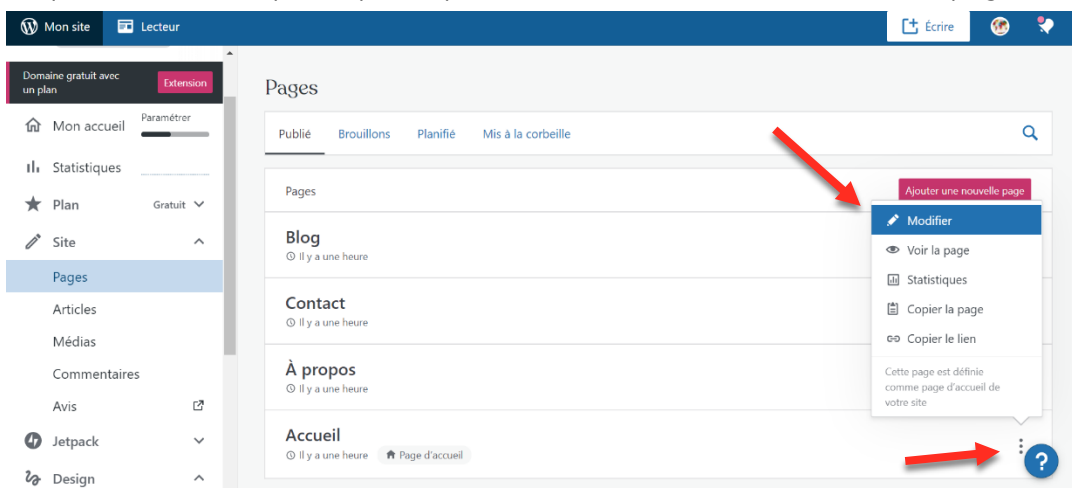 Mon site
Lecteur
Écrire
Domaine gratuit avec
un plan
Extension
Mon accueil
Paramétrer
Statistiques
Plan
Gratuit
Site
Pages
Articles
Médias
Commentaires
Avis
Jetpack
Design
Pages
Publié
Brouillons
Planifié
Mis à la corbeille
Pages
Ajouter une nouvelle page
Blog
Il y a une heure
Contact
Il y a une heure
À propos
Il y a une heure
Accueil
Il y a une heure
Page d'accueil
Modifier
Voir la page
Statistiques
Copier la page
Copier le lien
Cette page est définie
comme page d'accueil de
votre site
?